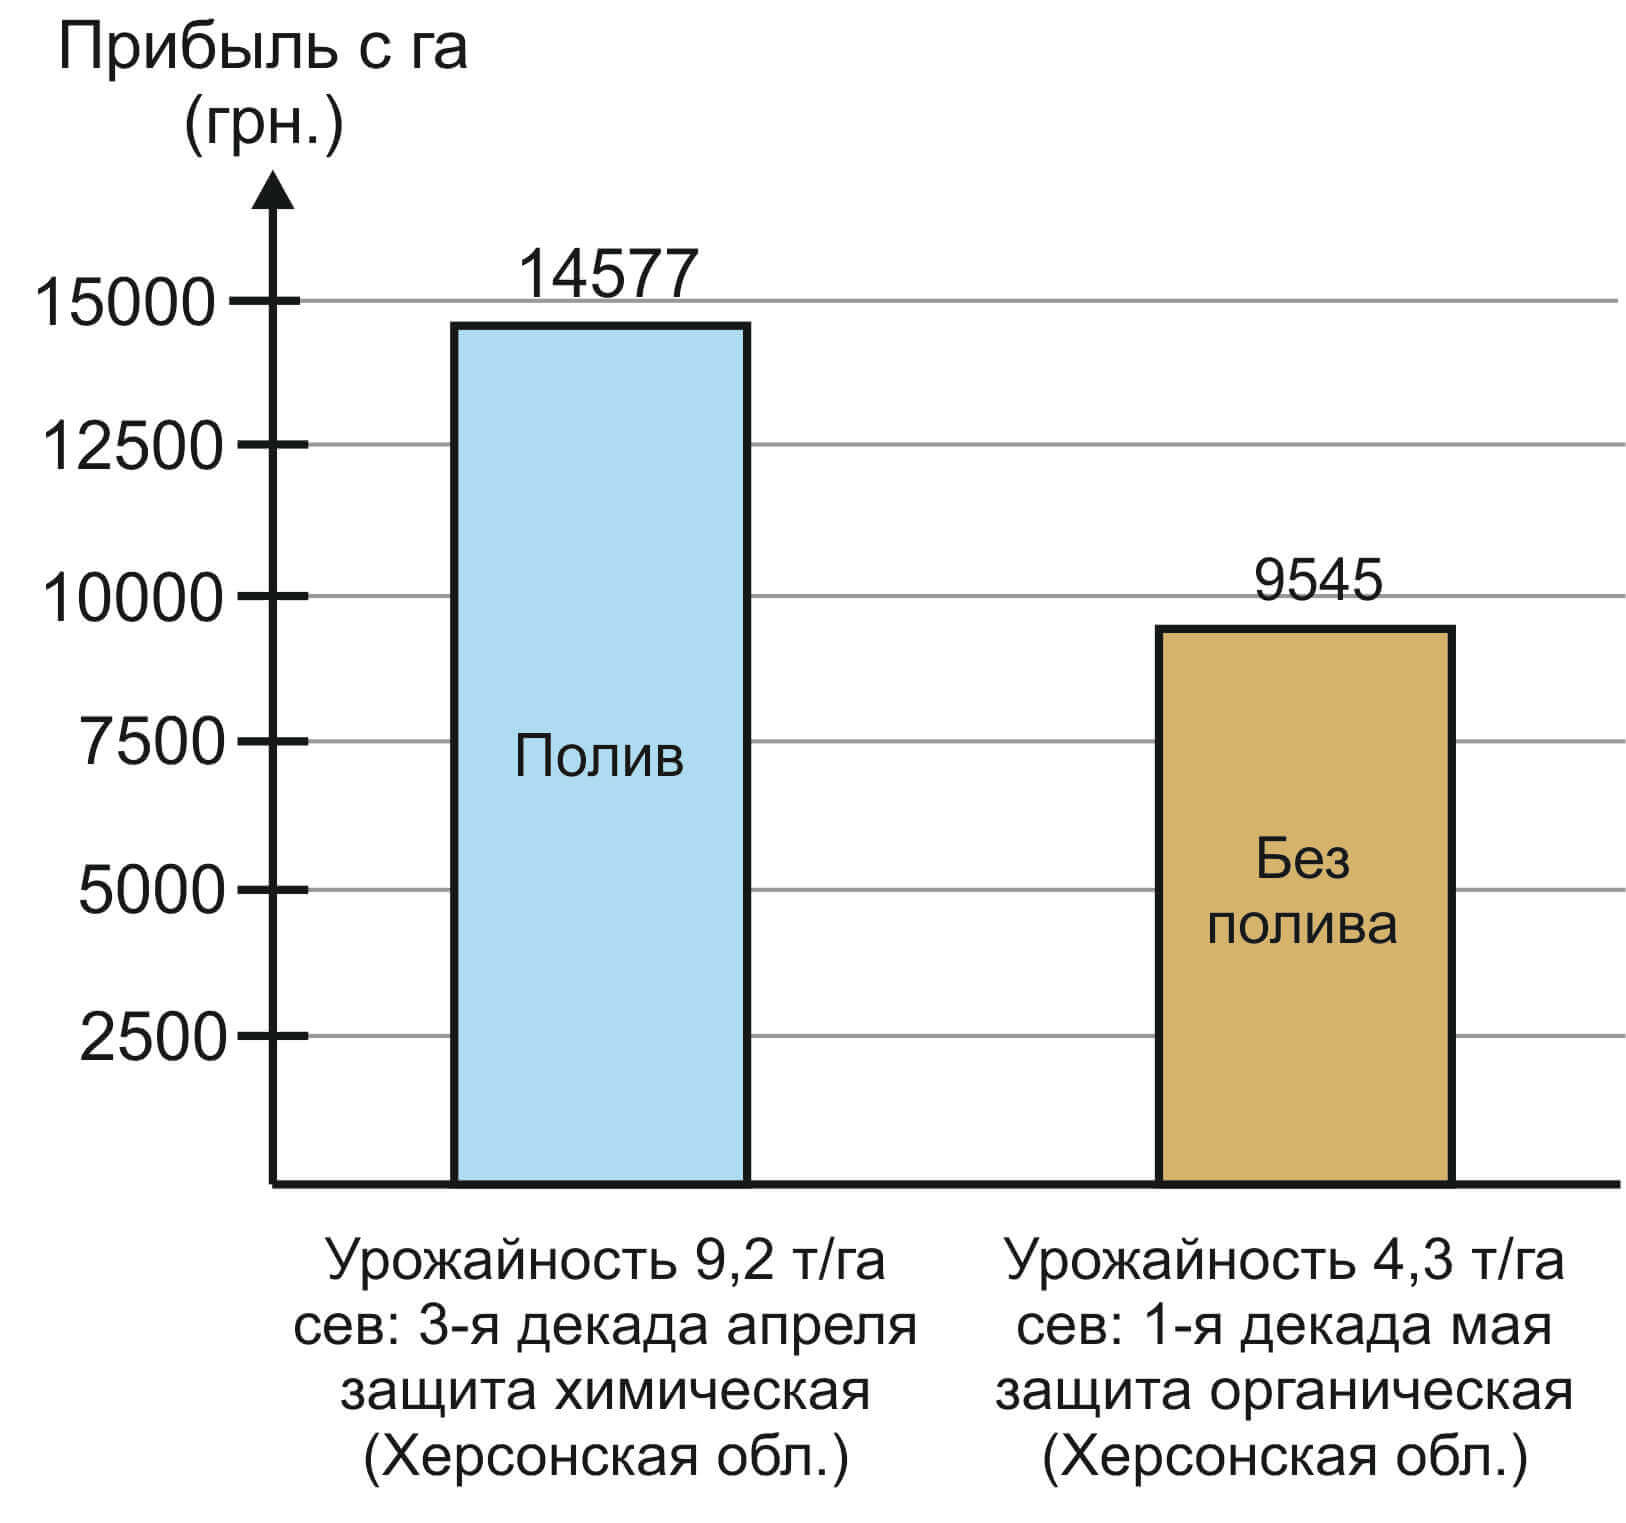 Прибыль с га
(грн.)
15000
12500
10000
7500
5000
2500
14577
Полив
9545
Без
полива
Урожайность 9,2 т/га
сев: 3-я декада апреля
защита химическая
(Херсонская обл.)
Урожайность 4,3 т/га
сев: 1-я декада мая
защита органическая
(Херсонская обл.)